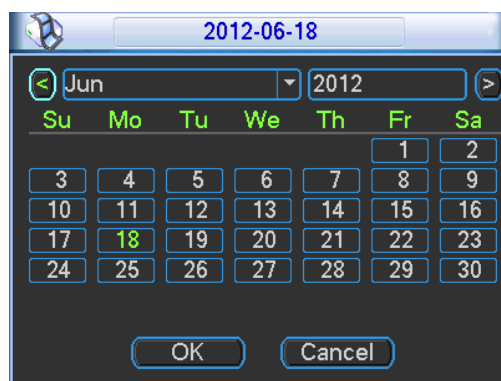 2012-06-18
< Jun 2012 >
Su Mo Tu We Th Fr Sa
1 2
3 4 5 6 7 8 9
10 11 12 13 14 15 16
17 18 19 20 21 22 23
24 25 26 27 28 29 30
OK Cancel